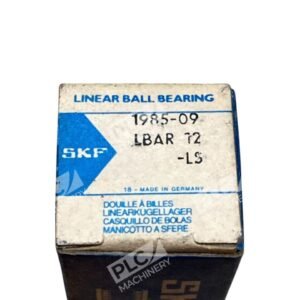 LINEAR BALL BEARING
1985-09
LBAR 12
-LS
SKF
18 - MADE IN GERMANY
DOUILLE À BILLES
LINEARKUGELLAGER
CASQUILLO DE BOLAS
MANICOTTO A SFERE
PLC
MACHINERY